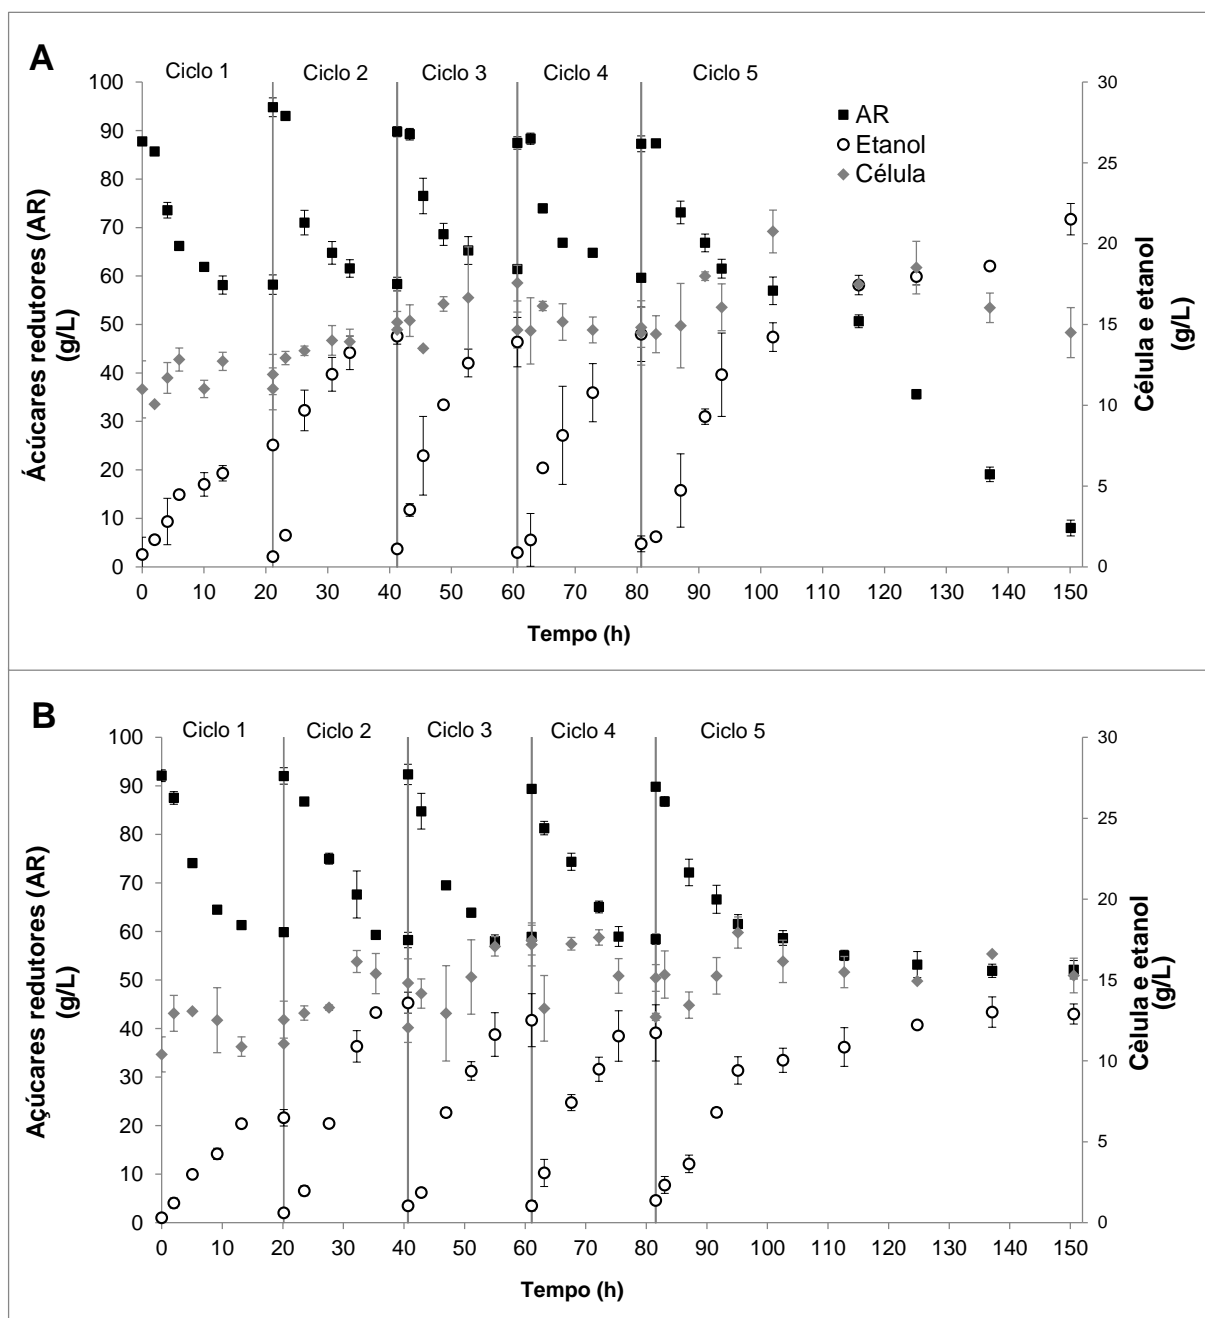 A
Ciclo 1 Ciclo 2 Ciclo 3 Ciclo 4 Ciclo 5
100 90 80 70 60 50 40 30 20 10 0
Ácúcares redutores (AR)
(g/L)
AR
Etanol
Célula
30 25 20 15 10 5 0
Célula e etanol
(g/L)
0 10 20 30 40 50 60 70 80 90 100 110 120 130 140 150
Tempo (h)
B
Ciclo 1 Ciclo 2 Ciclo 3 Ciclo 4 Ciclo 5
100 90 80 70 60 50 40 30 20 10 0
Açúcares redutores (AR)
(g/L)
30 25 20 15 10 5 0
Cèlula e etanol
(g/L)
0 10 20 30 40 50 60 70 80 90 100 110 120 130 140 150
Tempo (h)